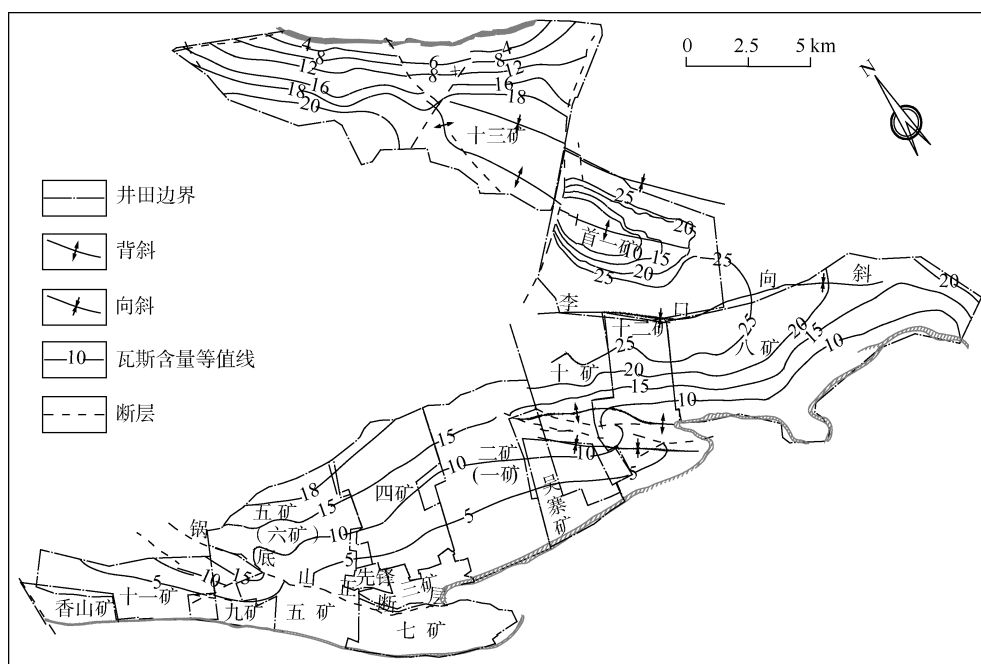 0 2.5 5 km
N
4 4
8 6 8
12 8 12
16 16
18 18
20
十三矿
井田边界
背斜
向斜
10 瓦斯含量等值线
断层
25
20
首一矿
10 15
20
25 25
李口向斜
20
十二矿
25
八矿
25 20 15 10
十矿
20
15
10
15
二矿
(一矿)
10 10
5
5
吴寨矿
四矿
18
五矿
15
(六矿)
10
5
锅底山正断层
先锋
三矿
10 15
5
十一矿
香山矿
九矿
五矿
七矿